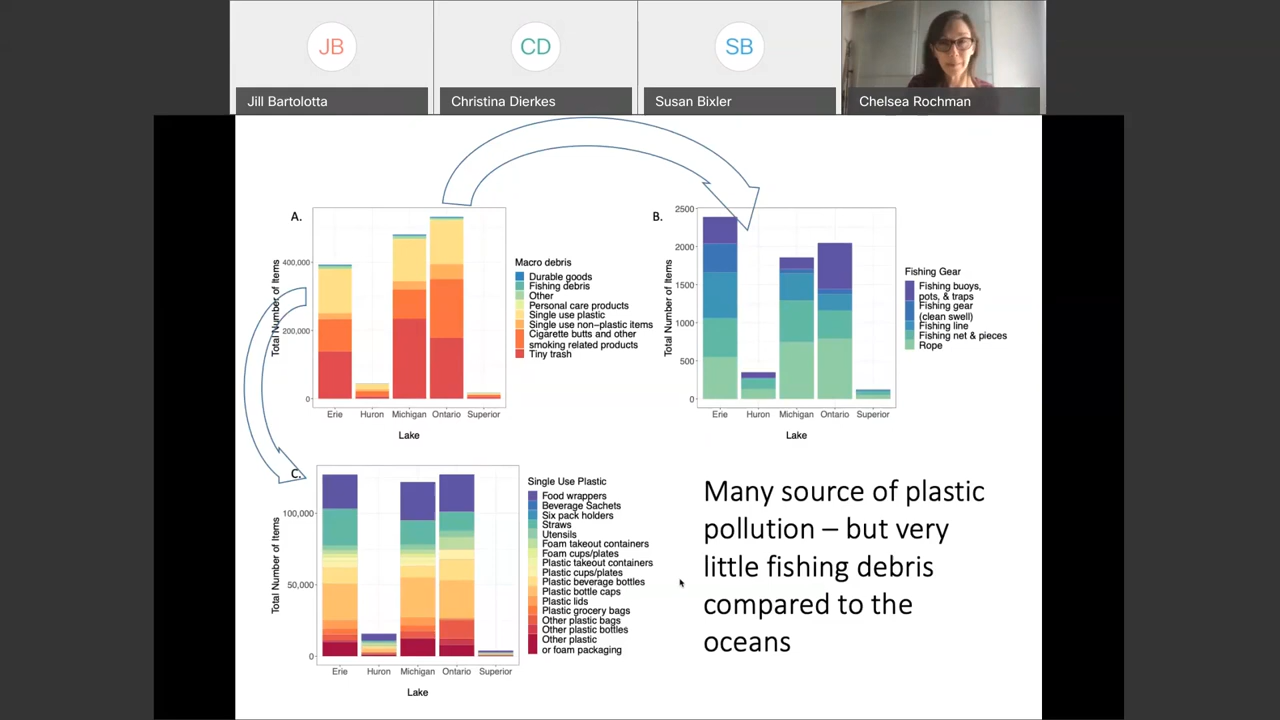 JB
CD
SB
Jill Bartolotta
Christina Dierkes
Susan Bixler
Chelsea Rochman
A.
Total Number of Items
400,000
200,000
0
Erie
Huron
Michigan
Ontario
Superior
Lake
Macro debris
Durable goods
Fishing debris
Other
Personal care products
Single use plastic
Single use non-plastic items
Cigarette butts and other
smoking related products
Tiny trash
B.
Total Number of Items
2500
2000
1500
1000
500
0
Erie
Huron
Michigan
Ontario
Superior
Lake
Fishing Gear
Fishing buoys,
pots, & traps
Fishing gear
(clean swell)
Fishing line
Fishing net & pieces
Rope
C.
Total Number of Items
100,000
50,000
0
Erie
Huron
Michigan
Ontario
Superior
Lake
Single Use Plastic
Food wrappers
Beverage Sachets
Six pack holders
Straws
Utensils
Foam takeout containers
Foam cups/plates
Plastic takeout containers
Plastic cups/plates
Plastic beverage bottles
Plastic bottle caps
Plastic lids
Plastic grocery bags
Other plastic bags
Other plastic bottles
Other plastic
or foam packaging
Many source of plastic
pollution – but very
little fishing debris
compared to the
oceans